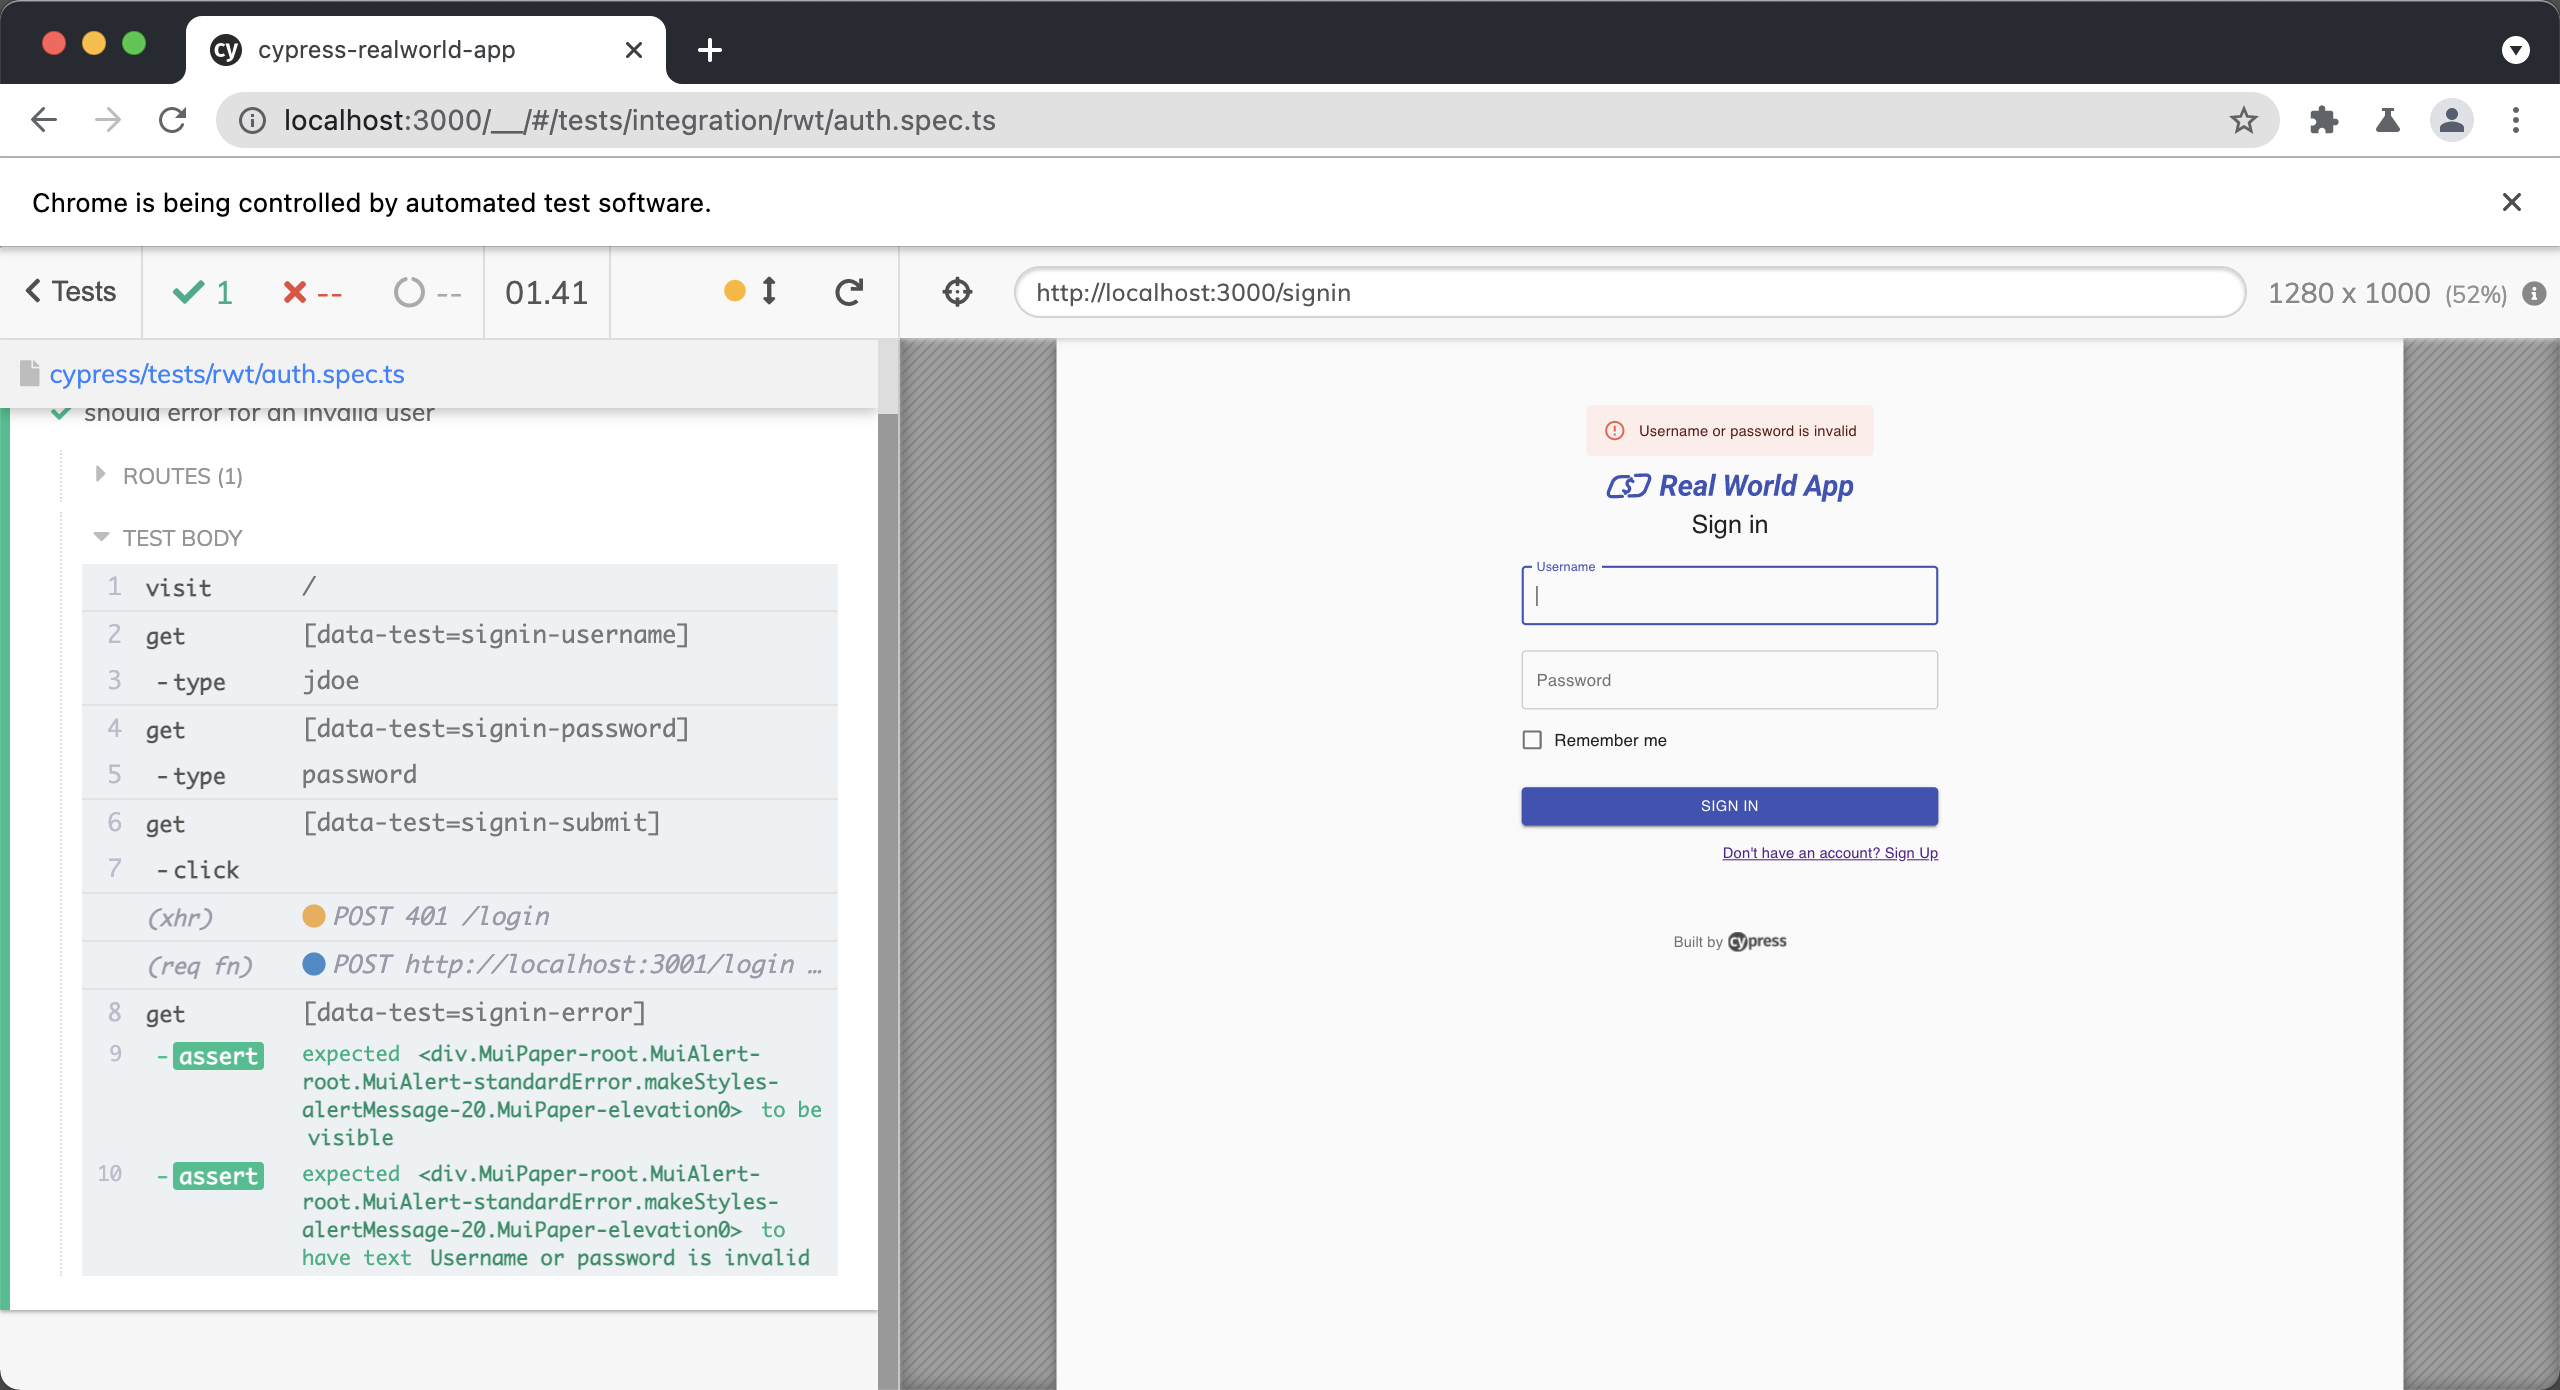 cy cypress-realworld-app
localhost:3000/__/#/tests/integration/rwt/auth.spec.ts
Chrome is being controlled by automated test software.
Tests 1 -- -- 01.41
http://localhost:3000/signin 1280 x 1000 (52%)
cypress/tests/rwt/auth.spec.ts
should error for an invalid user
ROUTES (1)
TEST BODY
1 visit /
2 get [data-test=signin-username]
3 -type jdoe
4 get [data-test=signin-password]
5 -type password
6 get [data-test=signin-submit]
7 -click
(xhr) POST 401 /login
(req fn) POST http://localhost:3001/login …
8 get [data-test=signin-error]
9 -assert expected <div.MuiPaper-root.MuiAlert-
root.MuiAlert-standardError.makeStyles-
alertMessage-20.MuiPaper-elevation0> to be
visible
10 -assert expected <div.MuiPaper-root.MuiAlert-
root.MuiAlert-standardError.makeStyles-
alertMessage-20.MuiPaper-elevation0> to
have text Username or password is invalid
Username or password is invalid
Real World App
Sign in
Username
Password
Remember me
SIGN IN
Don't have an account? Sign Up
Built by cypress